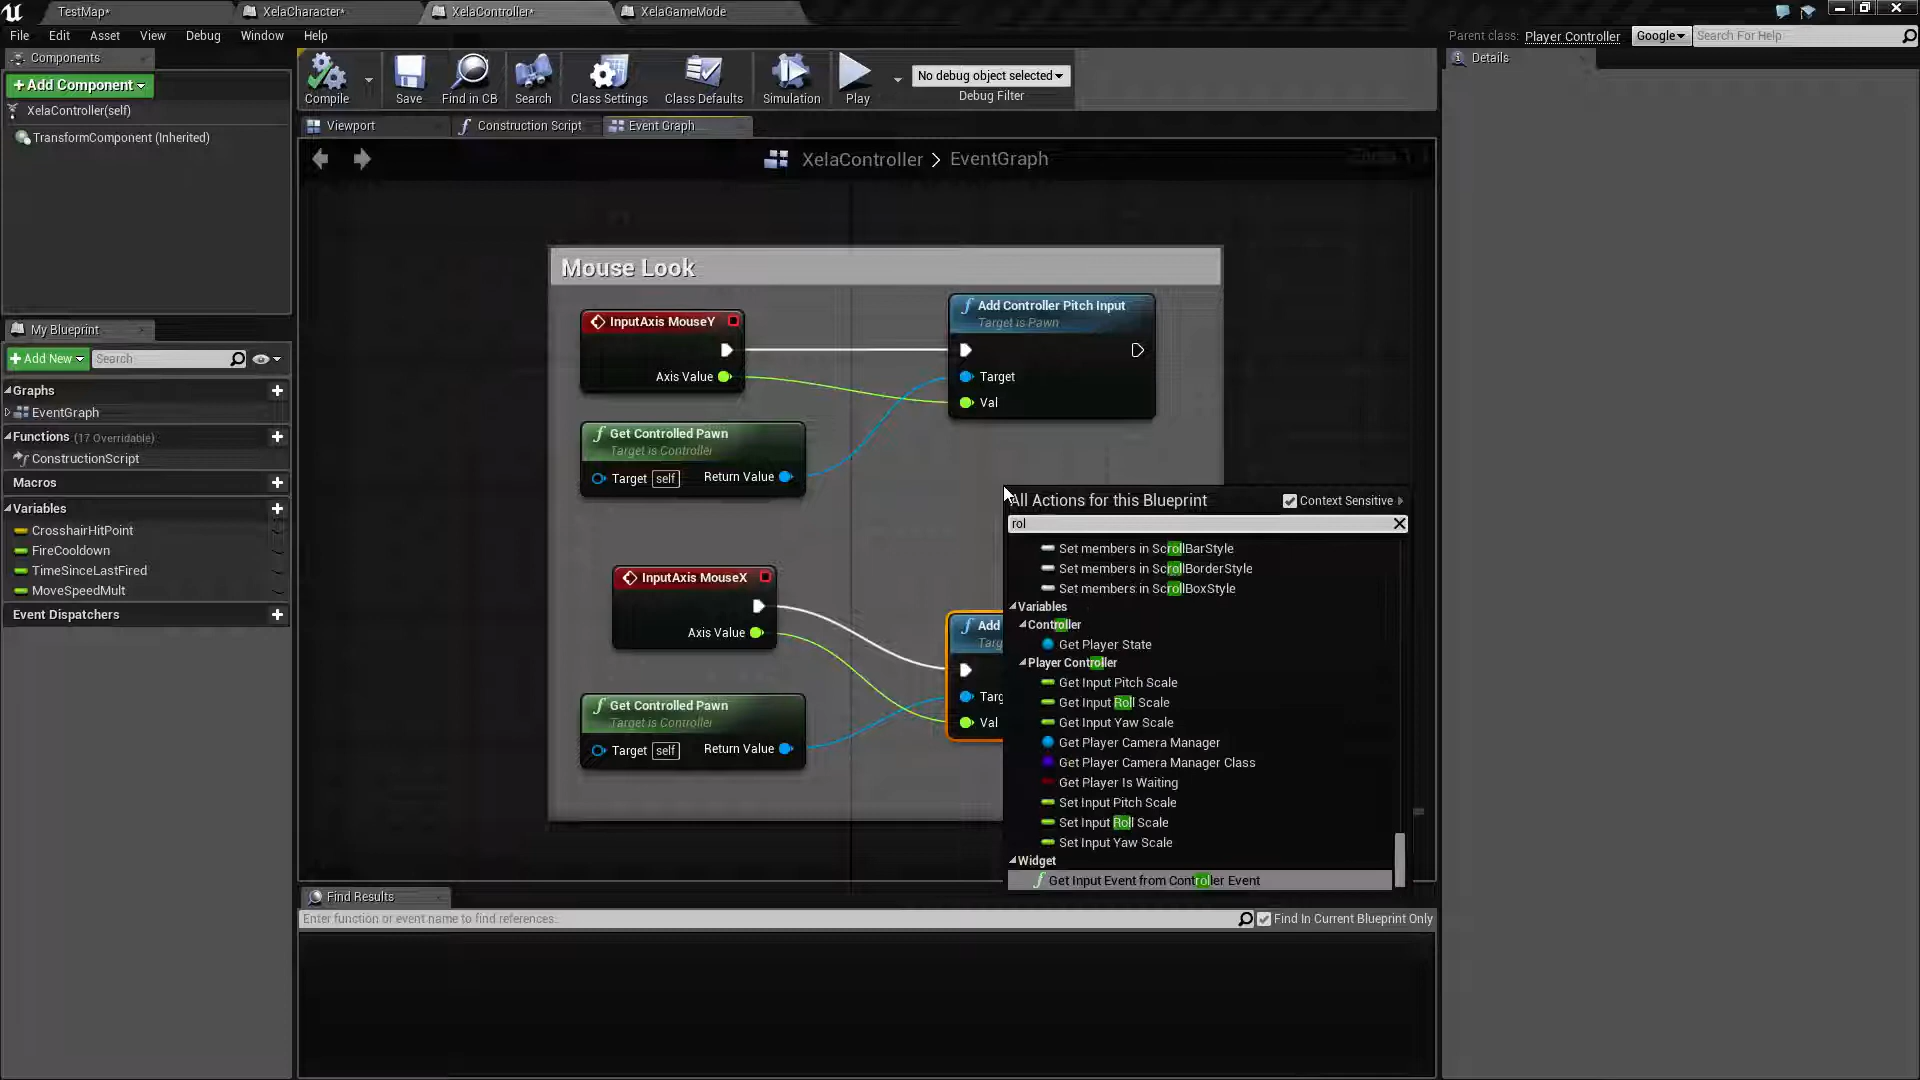 TestMap*
XelaCharacter*
XelaController*
XelaGameMode
File Edit Asset View Debug Window Help
Parent class: Player Controller
Google
Search For Help
Components
+Add Component
XelaController(self)
TransformComponent (Inherited)
Compile
Save
Find in CB
Search
Class Settings
Class Defaults
Simulation
Play
No debug object selected
Debug Filter
Details
Viewport
Construction Script
Event Graph
XelaController > EventGraph
Mouse Look
InputAxis MouseY
Axis Value
Add Controller Pitch Input
Target is Pawn
Target
Val
Get Controlled Pawn
Target is Controller
Target self
Return Value
InputAxis MouseX
Axis Value
Add
Targ
Val
Get Controlled Pawn
Target is Controller
Target self
Return Value
All Actions for this Blueprint
Context Sensitive
rol
Set members in ScrollBarStyle
Set members in ScrollBorderStyle
Set members in ScrollBoxStyle
Variables
Controller
Get Player State
Player Controller
Get Input Pitch Scale
Get Input Roll Scale
Get Input Yaw Scale
Get Player Camera Manager
Get Player Camera Manager Class
Get Player Is Waiting
Set Input Pitch Scale
Set Input Roll Scale
Set Input Yaw Scale
Widget
Get Input Event from Controller Event
My Blueprint
+Add New
Search
Graphs
EventGraph
Functions (17 Overridable)
ConstructionScript
Macros
Variables
CrosshairHitPoint
FireCooldown
TimeSinceLastFired
MoveSpeedMult
Event Dispatchers
Find Results
Enter function or event name to find references...
Find In Current Blueprint Only